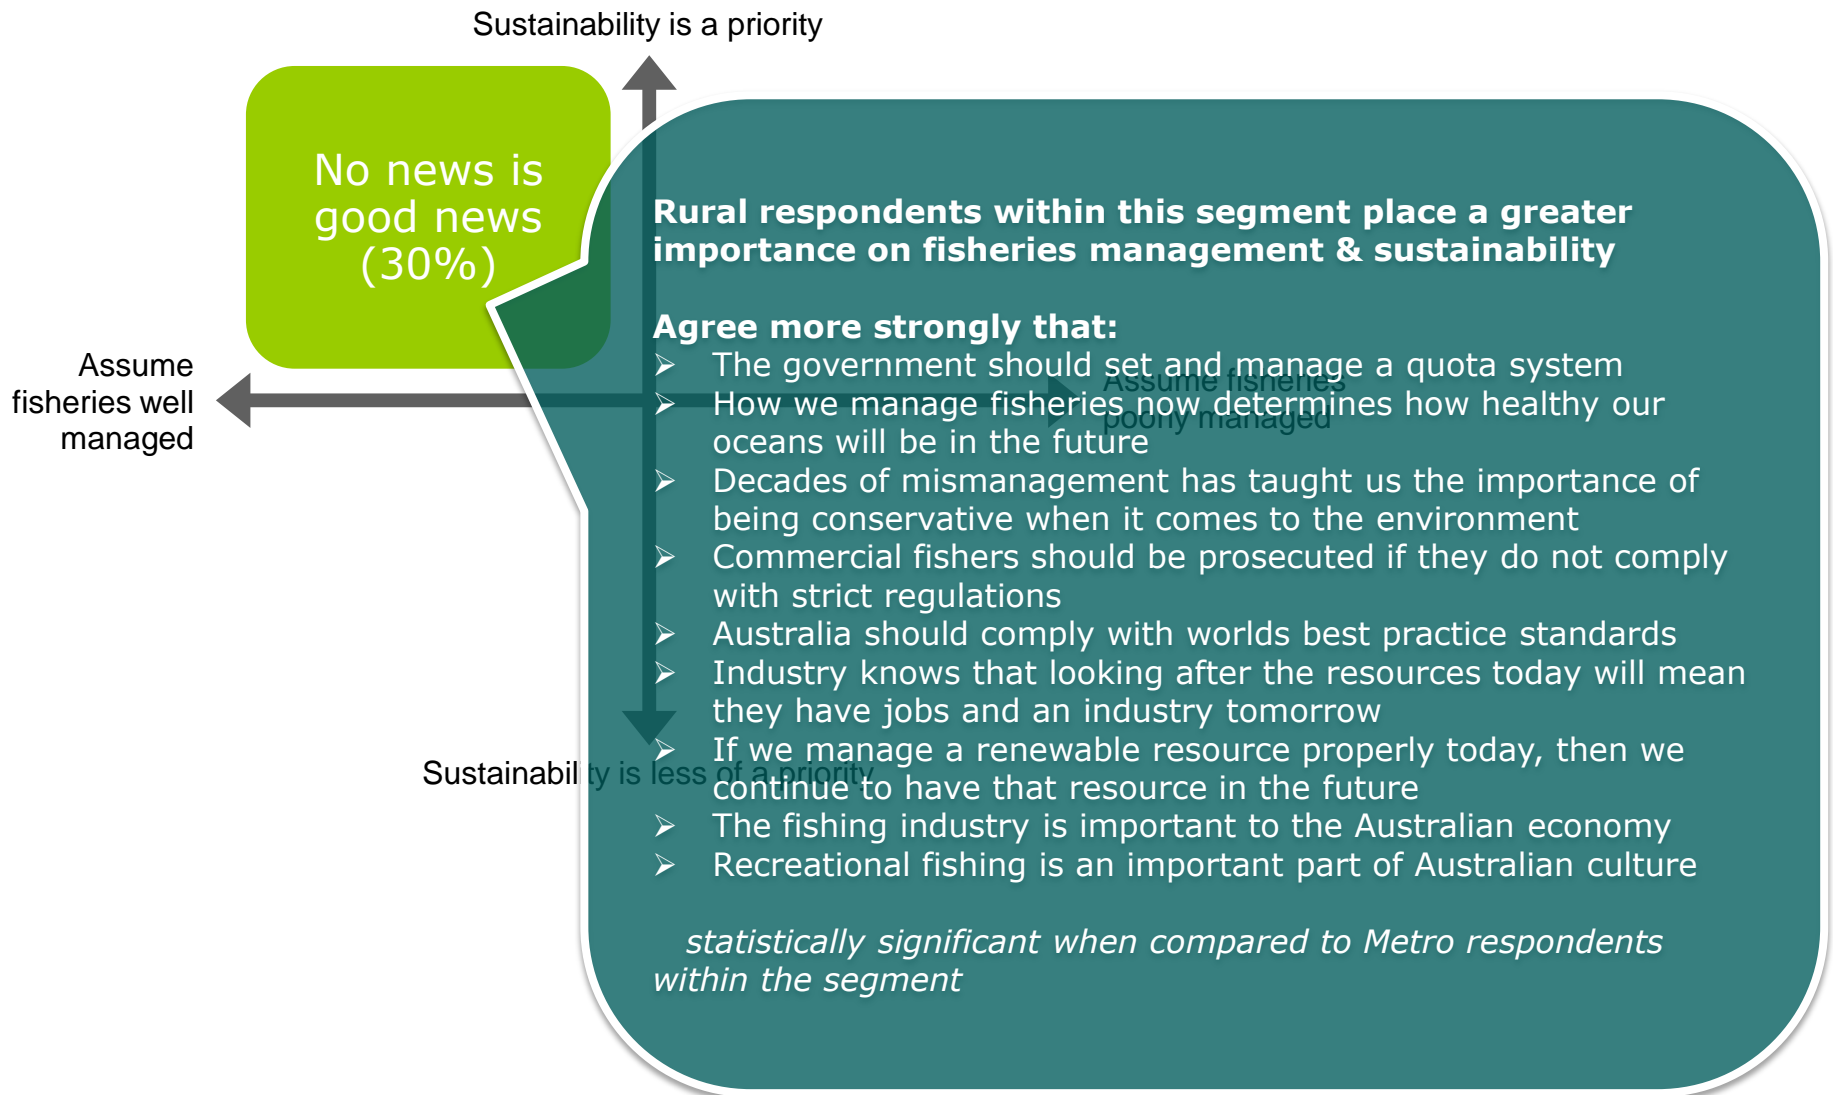 Sustainability is a priority
No news is
good news
(30%)
Rural respondents within this segment place a greater
importance on fisheries management & sustainability
Agree more strongly that:
➢ The government should set and manage a quota system
➢ How we manage fisheries now determines how healthy our
oceans will be in the future
➢ Decades of mismanagement has taught us the importance of
being conservative when it comes to the environment
➢ Commercial fishers should be prosecuted if they do not comply
with strict regulations
➢ Australia should comply with worlds best practice standards
➢ Industry knows that looking after the resources today will mean
they have jobs and an industry tomorrow
➢ If we manage a renewable resource properly today, then we
continue to have that resource in the future
➢ The fishing industry is important to the Australian economy
➢ Recreational fishing is an important part of Australian culture
statistically significant when compared to Metro respondents
within the segment
Assume
fisheries well
managed
Assume fisheries
poorly managed
Sustainability is less of a priority